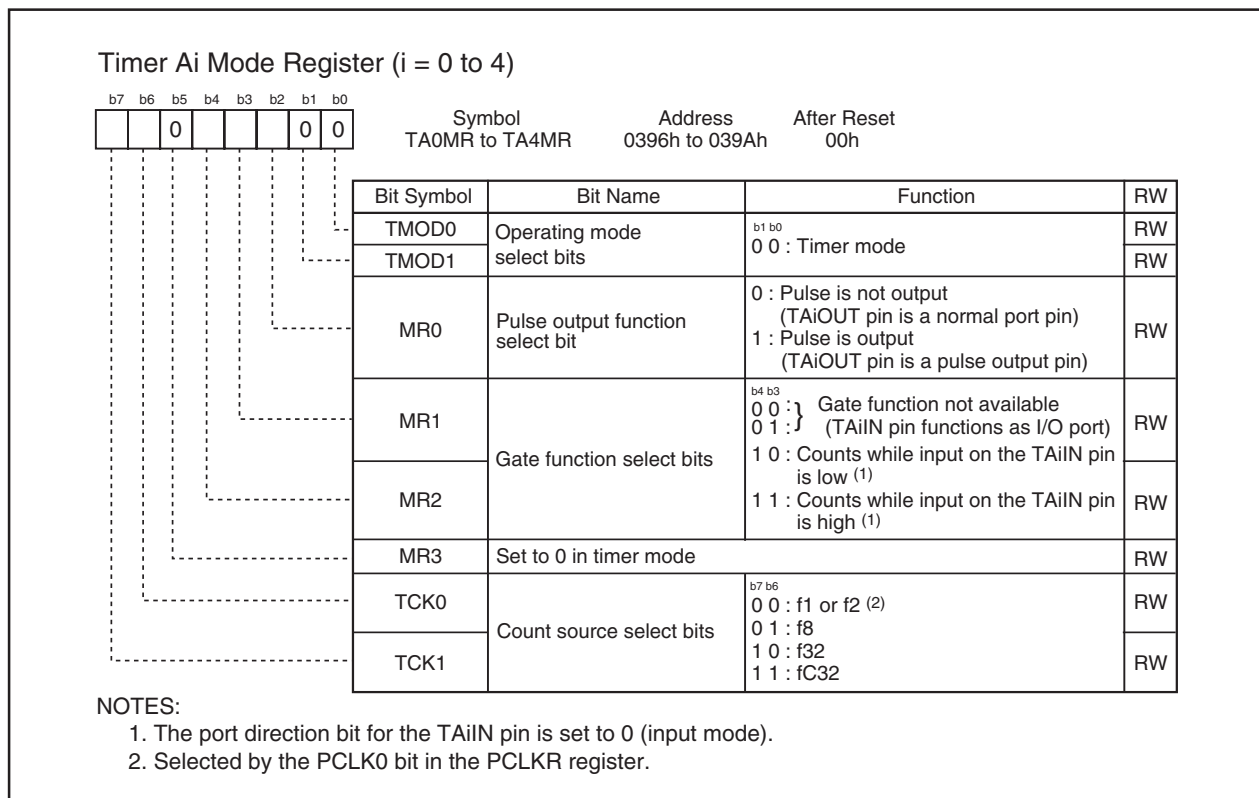 Timer Ai Mode Register (i = 0 to 4)
b7 b6 b5 b4 b3 b2 b1 b0
0 0 0
Symbol Address After Reset
TA0MR to TA4MR 0396h to 039Ah 00h
Bit Symbol Bit Name Function RW
TMOD0 RW
TMOD1 RW
Operating mode
select bits
b1 b0
0 0 : Timer mode
MR0
Pulse output function
select bit
0 : Pulse is not output
(TAiOUT pin is a normal port pin)
1 : Pulse is output
(TAiOUT pin is a pulse output pin)
RW
MR1 RW
MR2 RW
Gate function select bits
b4 b3
0 0 : } Gate function not available
0 1 : } (TAiIN pin functions as I/O port)
1 0 : Counts while input on the TAiIN pin
is low (1)
1 1 : Counts while input on the TAiIN pin
is high (1)
MR3 Set to 0 in timer mode RW
TCK0 RW
TCK1 RW
Count source select bits
b7 b6
0 0 : f1 or f2 (2)
0 1 : f8
1 0 : f32
1 1 : fC32
NOTES:
1. The port direction bit for the TAiIN pin is set to 0 (input mode).
2. Selected by the PCLK0 bit in the PCLKR register.